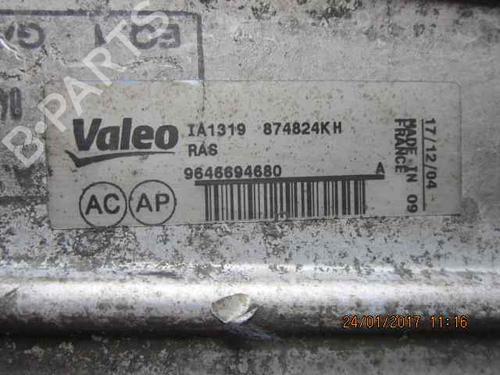 B-PARTS
Valeo
IA1319 874824KH
RAS
9646694680 A
AC AP
17/12/04
MADE IN 09
FRANCE
24/01/2017 11:16